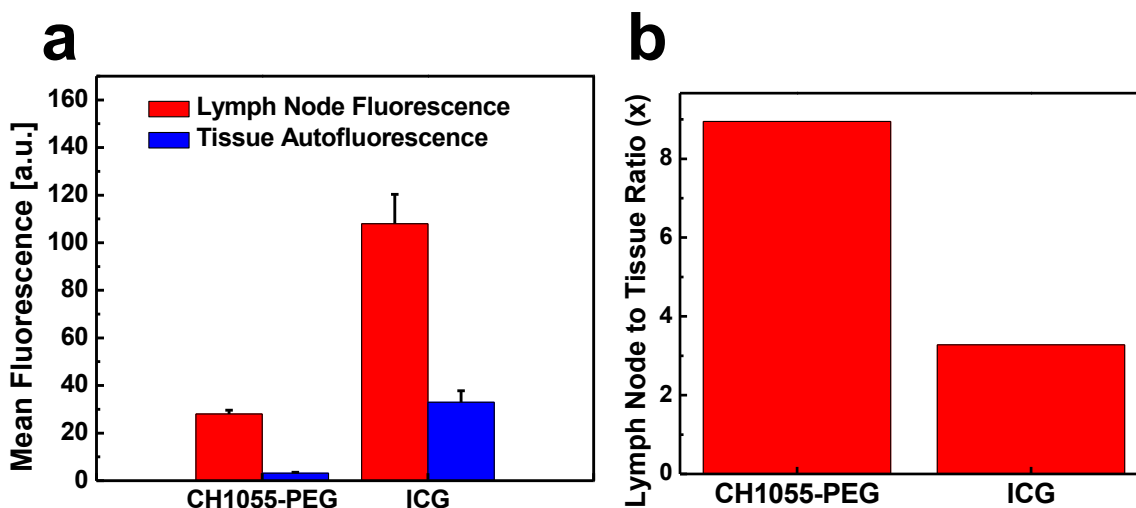 a
Mean Fluorescence [a.u.]
160
140
120
100
80
60
40
20
0
Lymph Node Fluorescence
Tissue Autofluorescence
CH1055-PEG
ICG
b
Lymph Node to Tissue Ratio (x)
8
6
4
2
0
CH1055-PEG
ICG